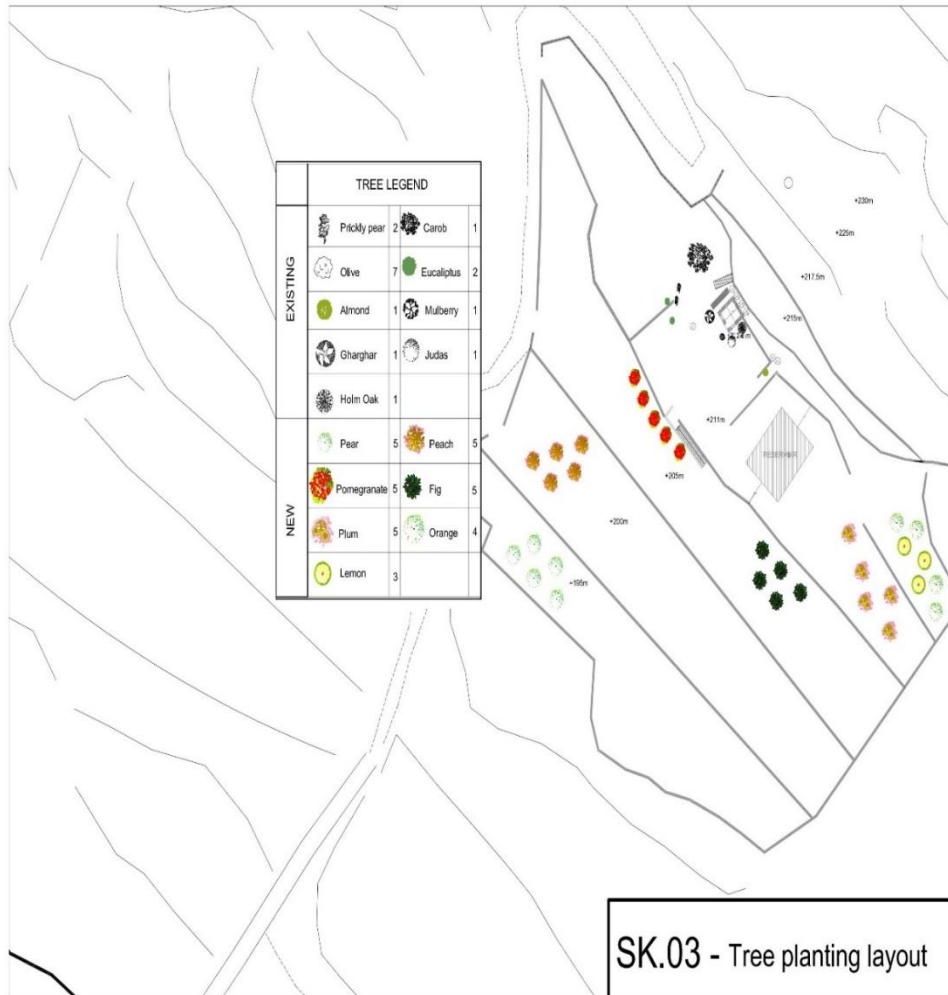 TREE LEGEND
EXISTING
Prickly pear 2 Carob 1
Olive 7 Eucaliptus 2
Almond 1 Mulberry 1
Gharghar 1 Judas 1
Holm Oak 1
NEW
Pear 5 Peach 5
Pomegranate 5 Fig 5
Plum 5 Orange 4
Lemon 3
+230m
+225m
+217.5m
+215m
+211m
RESERVOIR
+205m
+200m
+195m
SK.03 - Tree planting layout